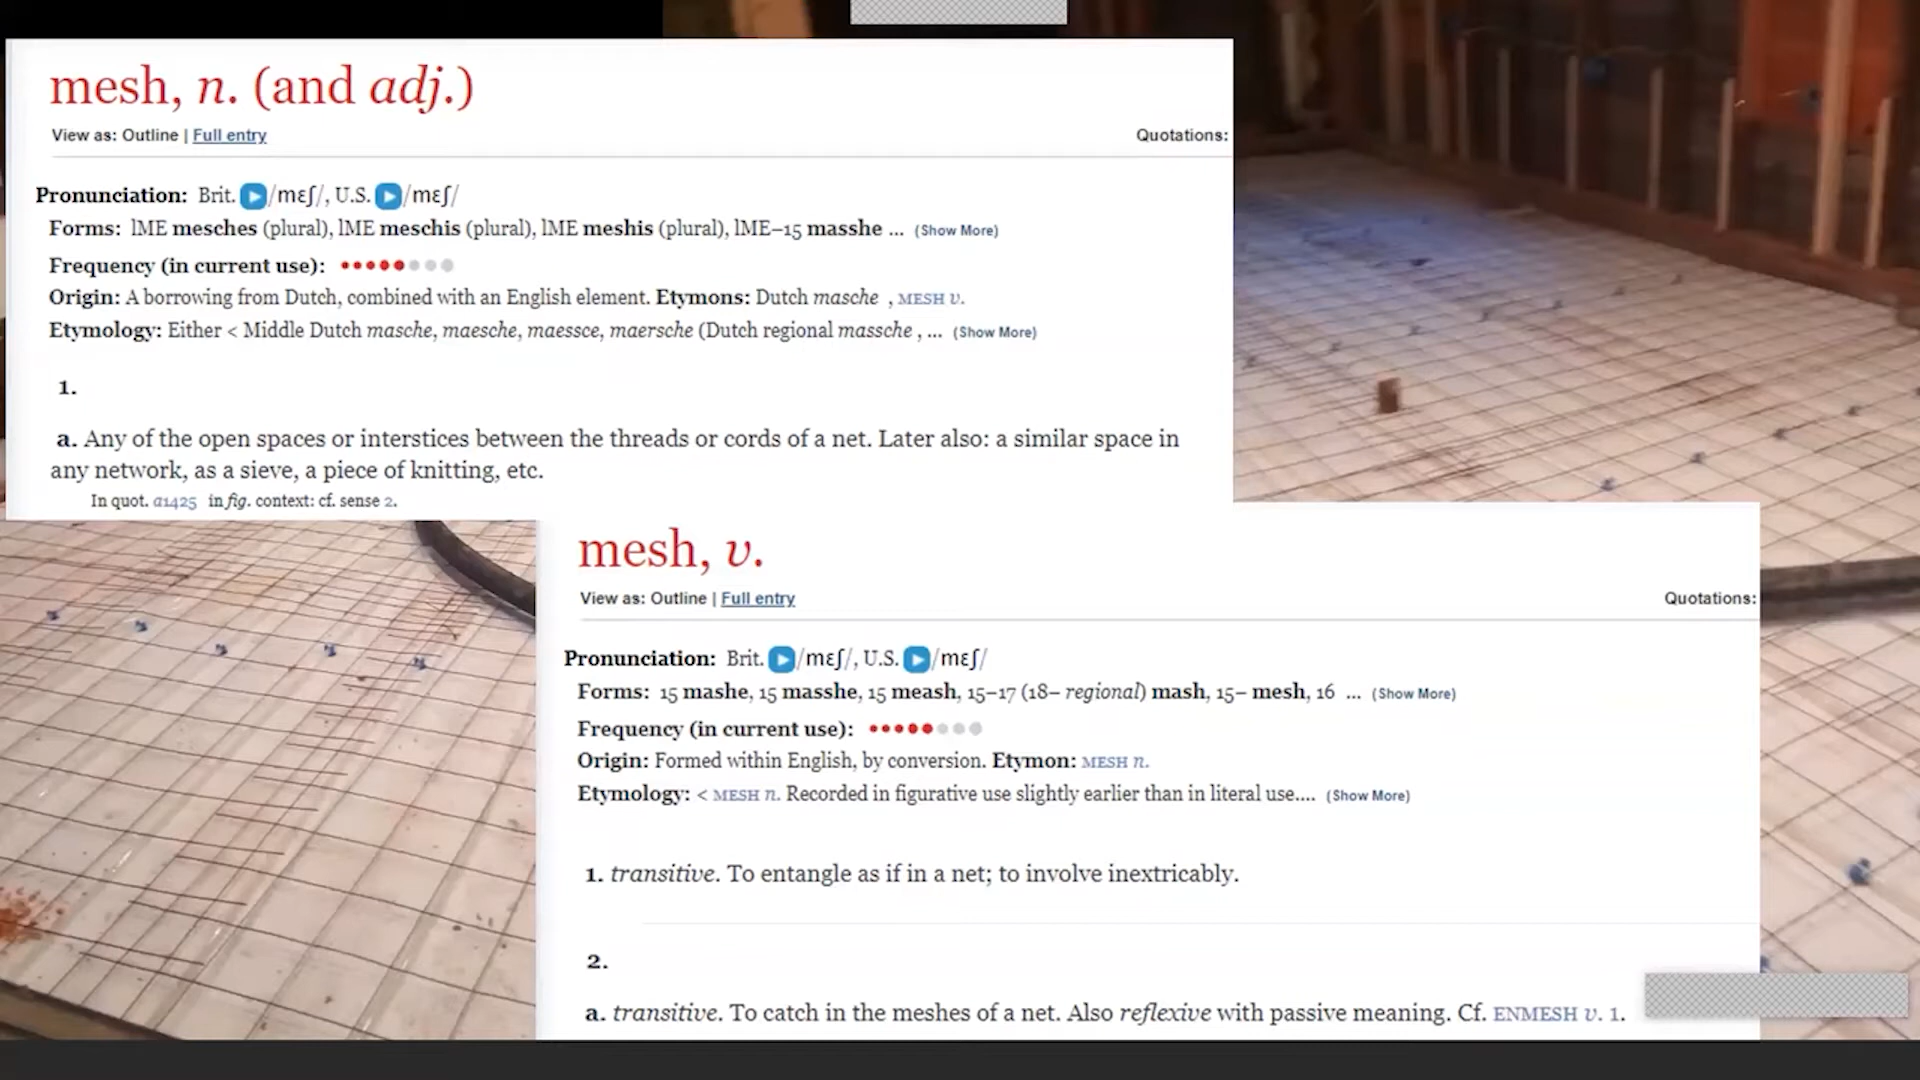 mesh, n. (and adj.)
View as: Outline | Full entry
Quotations:
Pronunciation: Brit. /mɛʃ/, U.S. /mɛʃ/
Forms: lME mesches (plural), lME meschis (plural), lME meshis (plural), lME–15 masshe ... (Show More)
Frequency (in current use):
Origin: A borrowing from Dutch, combined with an English element. Etymons: Dutch masche , MESH v.
Etymology: Either < Middle Dutch masche, maesche, maessce, maersche (Dutch regional massche , ... (Show More)
1.
a. Any of the open spaces or interstices between the threads or cords of a net. Later also: a similar space in
any network, as a sieve, a piece of knitting, etc.
In quot. a1425 in fig. context: cf. sense 2.
mesh, v.
View as: Outline | Full entry
Quotations:
Pronunciation: Brit. /mɛʃ/, U.S. /mɛʃ/
Forms: 15 mashe, 15 masshe, 15 meash, 15–17 (18– regional) mash, 15– mesh, 16 ... (Show More)
Frequency (in current use):
Origin: Formed within English, by conversion. Etymon: MESH n.
Etymology: < MESH n. Recorded in figurative use slightly earlier than in literal use.... (Show More)
1. transitive. To entangle as if in a net; to involve inextricably.
2.
a. transitive. To catch in the meshes of a net. Also reflexive with passive meaning. Cf. ENMESH v. 1.